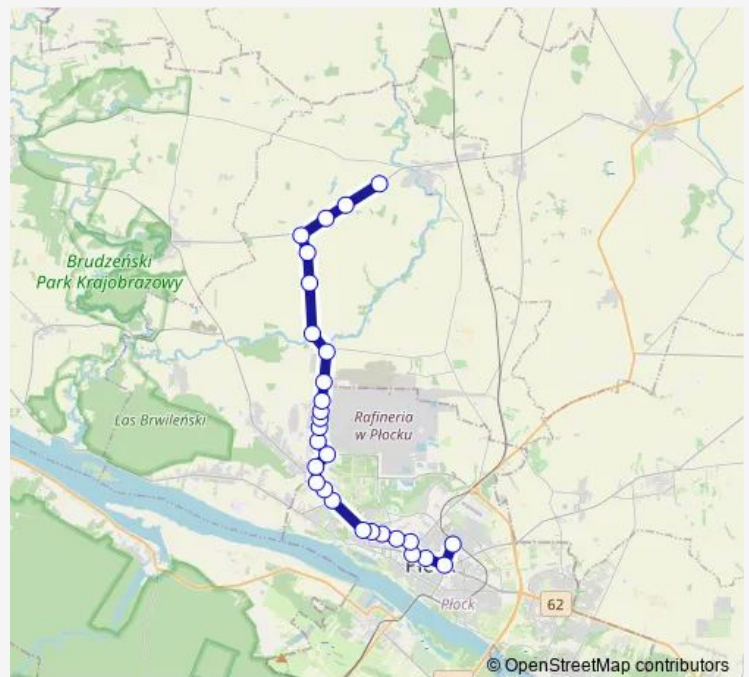 Brudzeński
Park Krajobrazowy
Las Brwileński
Rafineria
w Płocku
Płock
62
© OpenStreetMap contributors